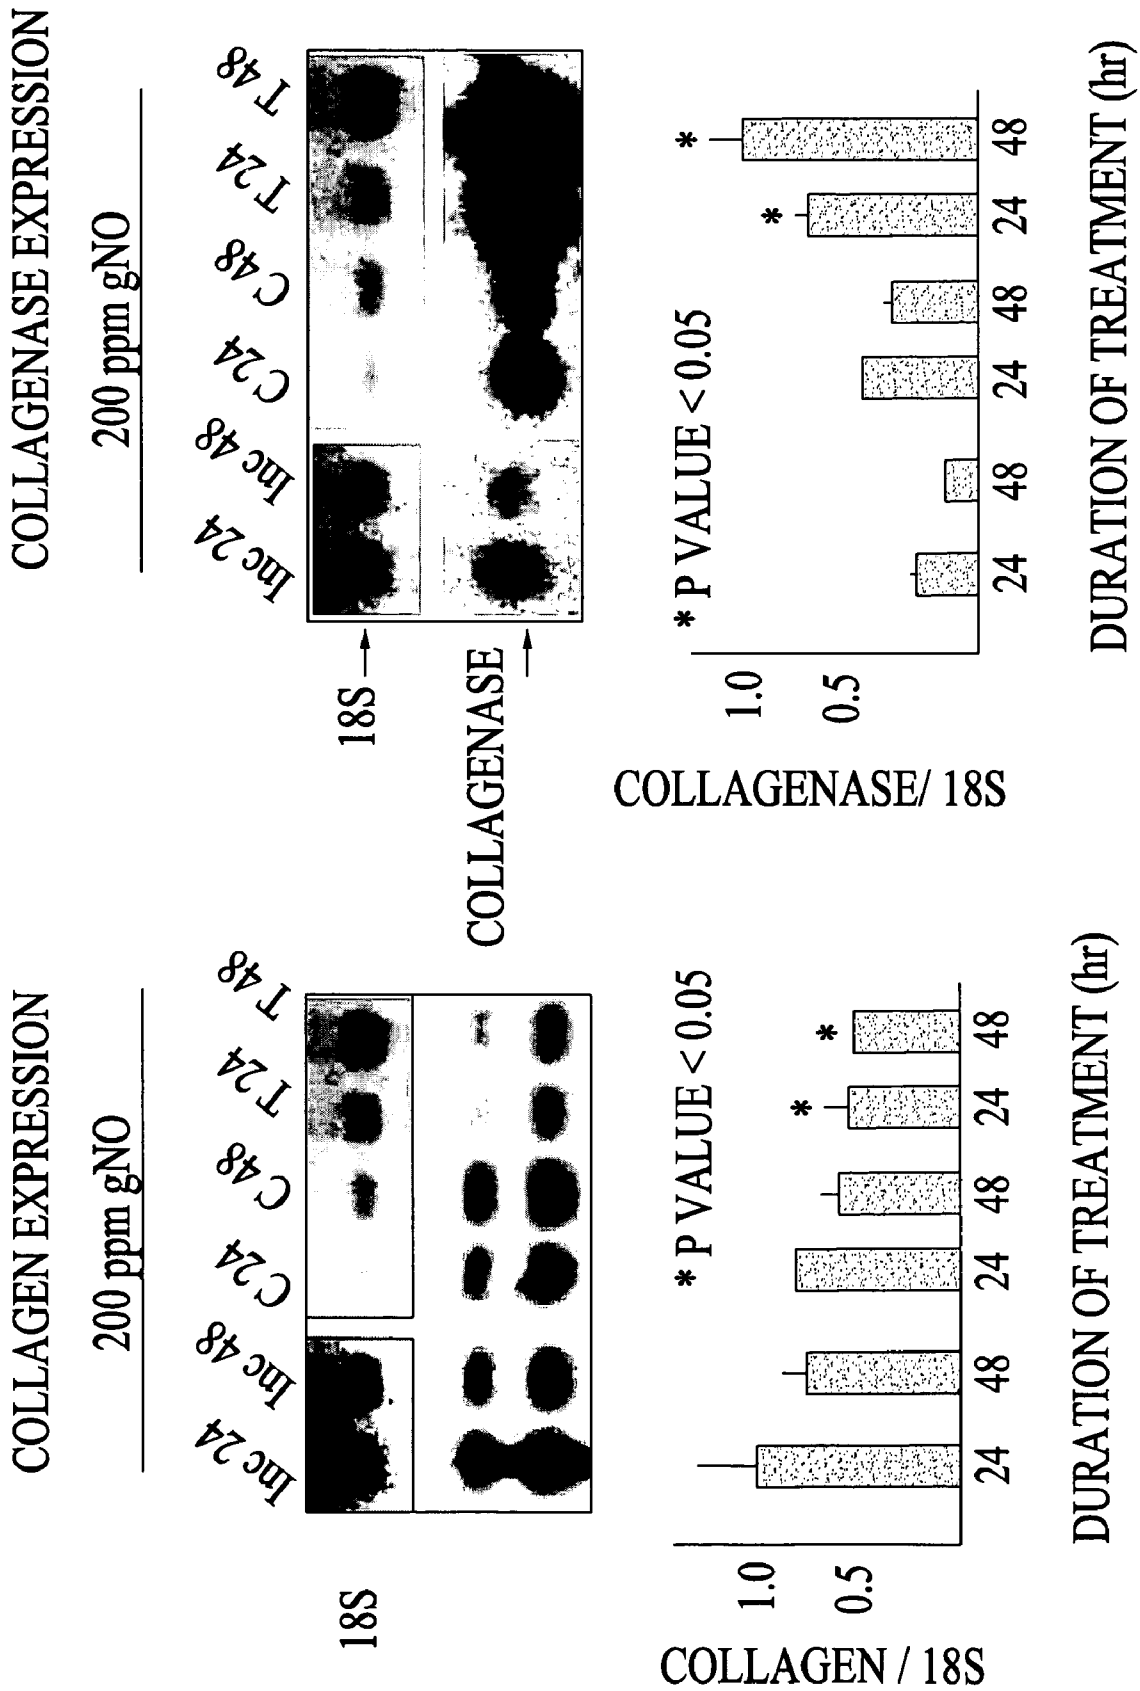 COLLAGEN EXPRESSION
200 ppm gNO
Inc 24 Inc 48 C 24 C 48 T 24 T 48
18S
* P VALUE < 0.05
1.0
0.5
COLLAGEN / 18S
24 48 24 48 24 48
* *
DURATION OF TREATMENT (hr)
COLLAGENASE EXPRESSION
200 ppm gNO
Inc 24 Inc 48 C 24 C 48 T 24 T 48
18S
COLLAGENASE
* P VALUE < 0.05
1.0
0.5
COLLAGENASE/ 18S
24 48 24 48 24 48
* *
DURATION OF TREATMENT (hr)